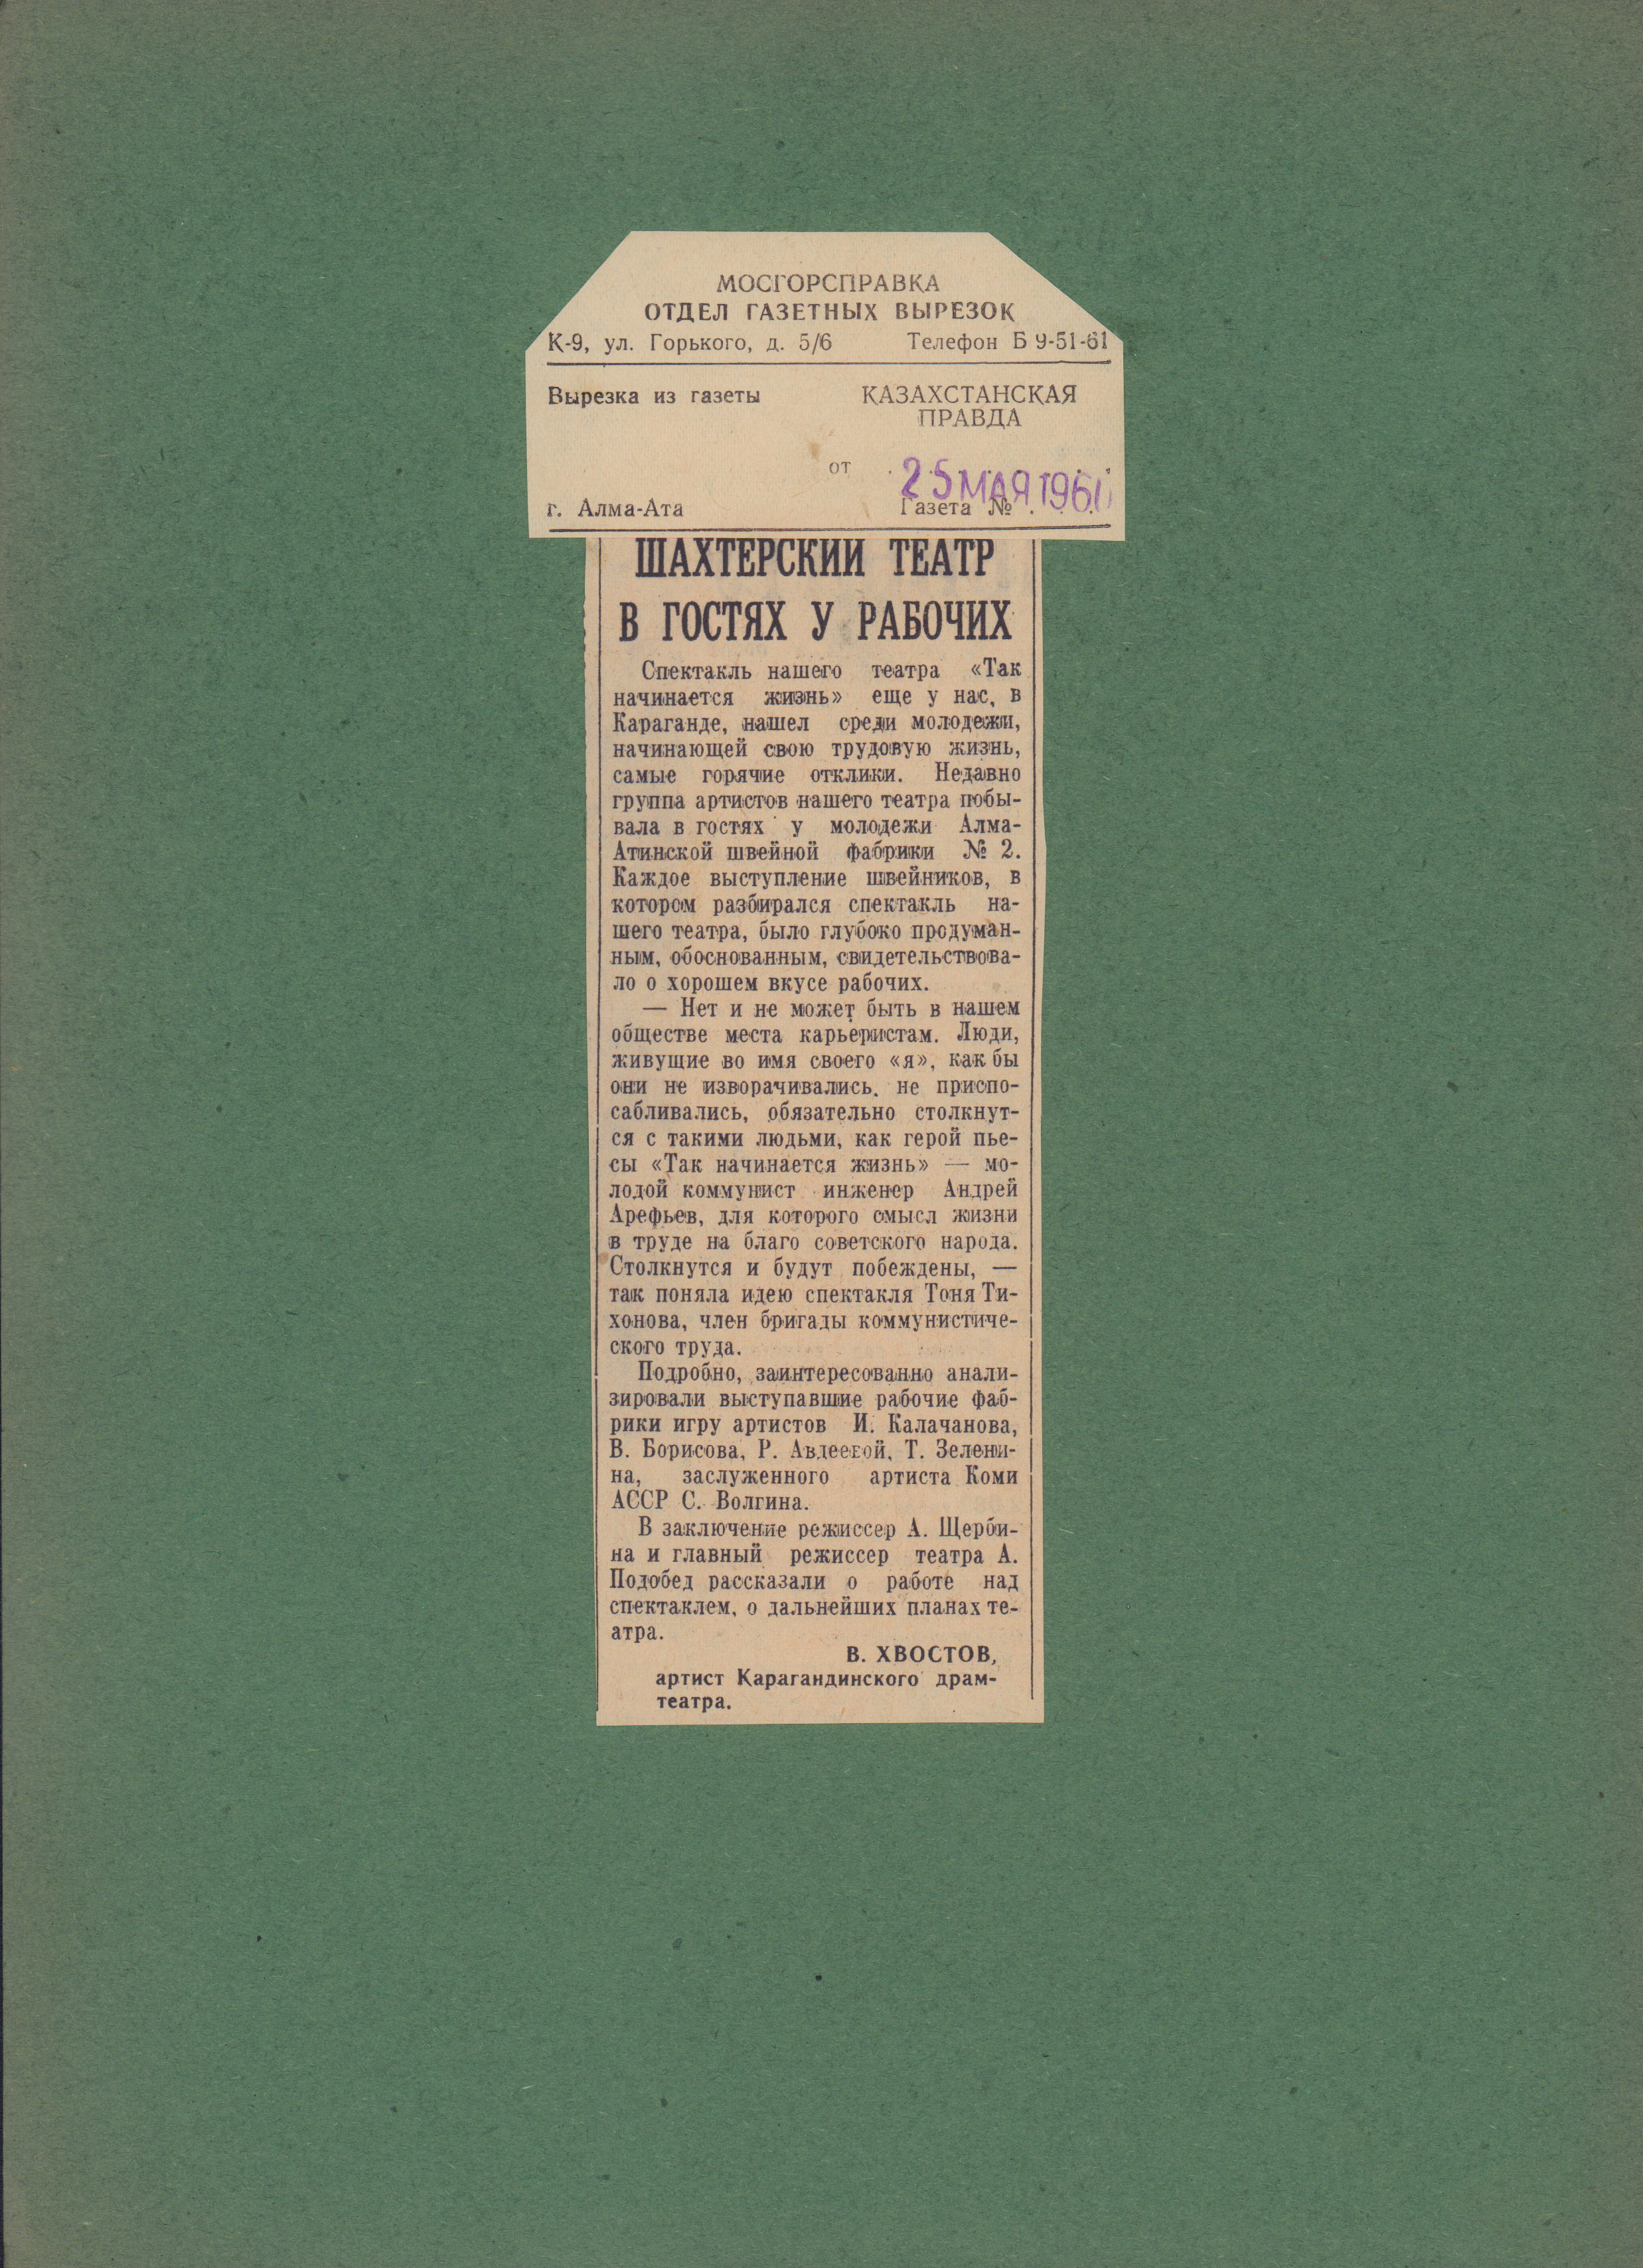 МОСГОРСПРАВКА
ОТДЕЛ ГАЗЕТНЫХ ВЫРЕЗОК
К-9, ул. Горького, д. 5/6 Телефон Б 9-51-61
Вырезка из газеты КАЗАХСТАНСКАЯ
ПРАВДА
от 25 МАЯ 1961
г. Алма-Ата Газета № . . .
ШАХТЕРСКИЙ ТЕАТР
В ГОСТЯХ У РАБОЧИХ
Спектакль нашего театра «Так
начинается жизнь» еще у нас, в
Караганде, нашел среди молодежи,
начинающей свою трудовую жизнь,
самые горячие отклики. Недавно
группа артистов нашего театра побы-
вала в гостях у молодежи Алма-
Атинской швейной фабрики № 2.
Каждое выступление швейников, в
котором разбирался спектакль на-
шего театра, было глубоко продуман-
ным, обоснованным, свидетельствова-
ло о хорошем вкусе рабочих.
— Нет и не может быть в нашем
обществе места карьеристам. Люди,
живущие во имя своего «я», как бы
они не изворачивались, не приспо-
сабливались, обязательно столкнут-
ся с такими людьми, как герой пье-
сы «Так начинается жизнь» — мо-
лодой коммунист инженер Андрей
Арефьев, для которого смысл жизни
в труде на благо советского народа.
Столкнутся и будут побеждены, —
так поняла идею спектакля Тоня Ти-
хонова, член бригады коммунистиче-
ского труда.
Подробно, заинтересованно анали-
зировали выступавшие рабочие фаб-
рики игру артистов И. Калачанова,
В. Борисова, Р. Авдеевой, Т. Зелени-
на, заслуженного артиста Коми
АССР С. Волгина.
В заключение режиссер А. Щерби-
на и главный режиссер театра А.
Подобед рассказали о работе над
спектаклем, о дальнейших планах те-
атра.
В. ХВОСТОВ,
артист Карагандинского драм-
театра.